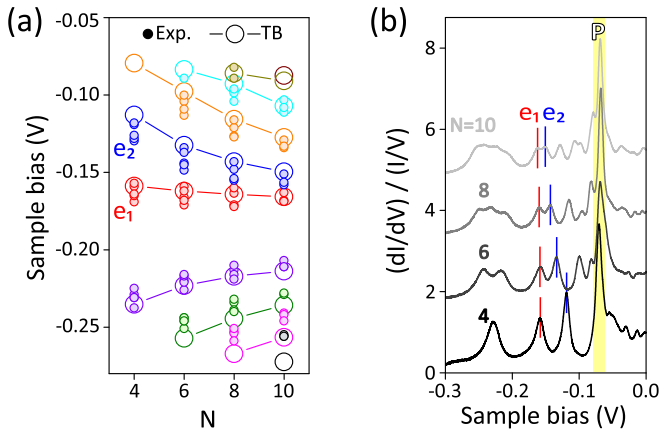 (a)
-0.05
Exp.
TB
-0.10
e₂
-0.15
e₁
-0.20
-0.25
Sample bias (V)
4 6 8 10
N
(b)
P
8
N=10
e₁ e₂
6
8
4
6
2
4
0
(dI/dV) / (I/V)
-0.3 -0.2 -0.1 0.0
Sample bias (V)